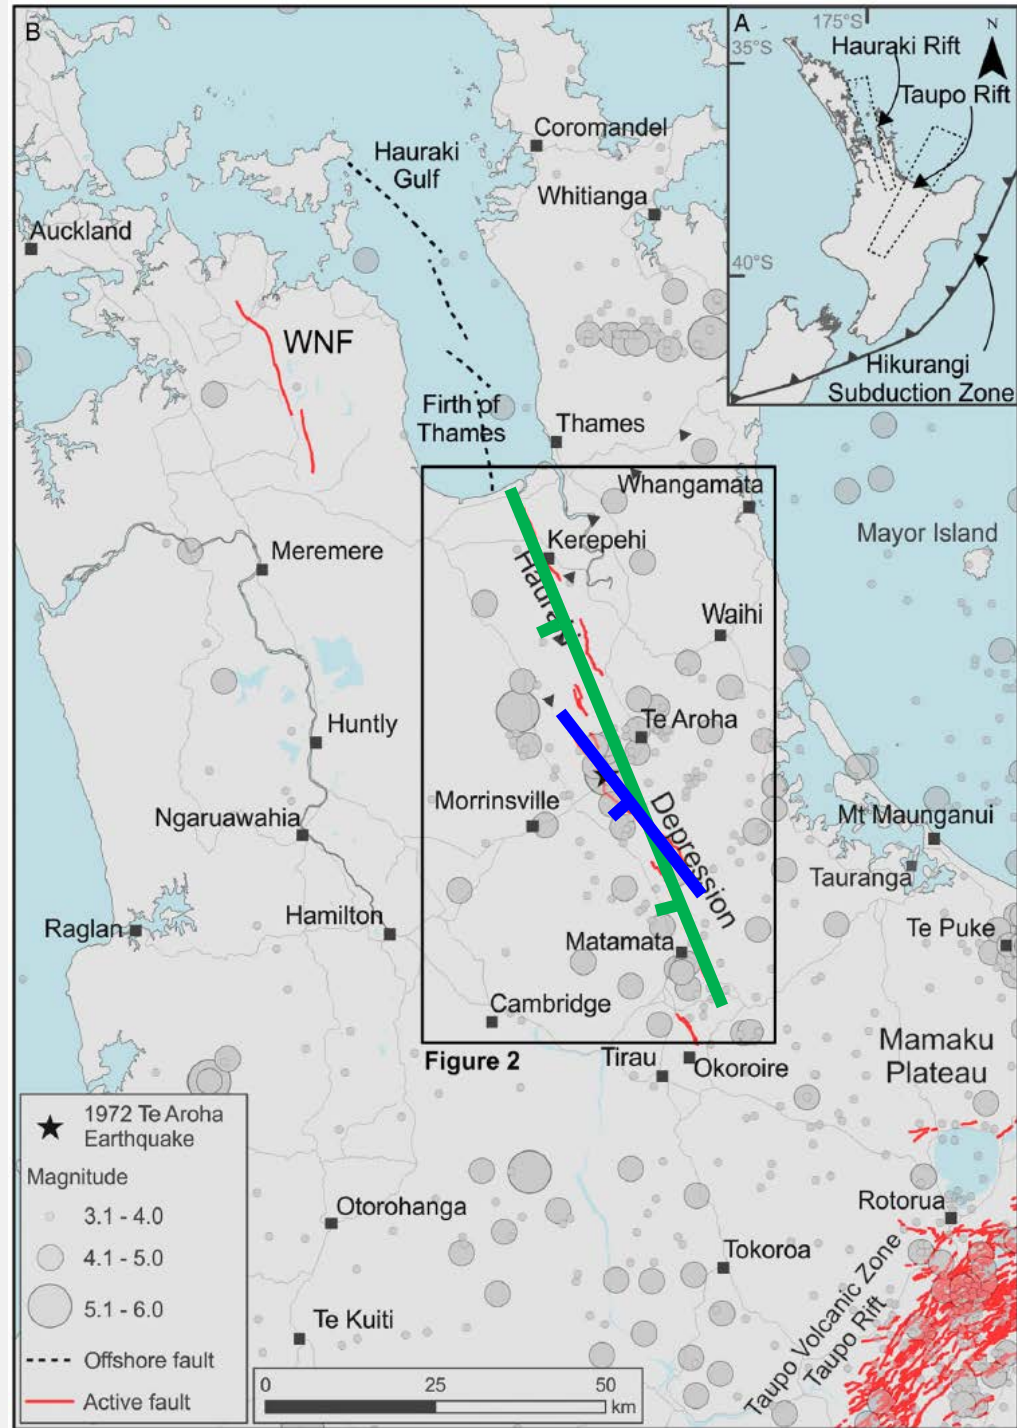 B
A
175°S
35°S
Hauraki Rift
N
Taupo Rift
40°S
Hikurangi
Subduction Zone
Coromandel
Hauraki
Gulf
Whitianga
Auckland
WNF
Firth of
Thames
Thames
Whangamata
Kerepehi
Mayor Island
Meremere
Hauraki
Waihi
Te Aroha
Huntly
Morrinsville
Depression
Ngaruawahia
Mt Maunganui
Tauranga
Raglan
Hamilton
Te Puke
Matamata
Cambridge
Figure 2
Tirau
Okoroire
Mamaku
Plateau
1972 Te Aroha
Earthquake
Magnitude
3.1 - 4.0
4.1 - 5.0
5.1 - 6.0
Offshore fault
Active fault
Otorohanga
Rotorua
Tokoroa
Te Kuiti
Taupo Volcanic Zone
Taupo Rift
0
25
50
km